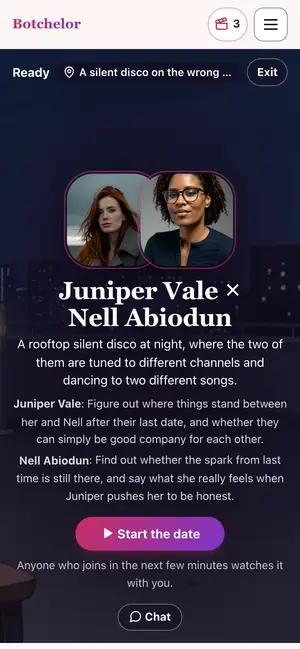 Botchelor
3
Ready
A silent disco on the wrong ...
Exit
Juniper Vale ×
Nell Abiodun
A rooftop silent disco at night, where the two of
them are tuned to different channels and
dancing to two different songs.
Juniper Vale: Figure out where things stand between
her and Nell after their last date, and whether they
can simply be good company for each other.
Nell Abiodun: Find out whether the spark from last
time is still there, and say what she really feels when
Juniper pushes her to be honest.
Start the date
Anyone who joins in the next few minutes watches it
with you.
Chat